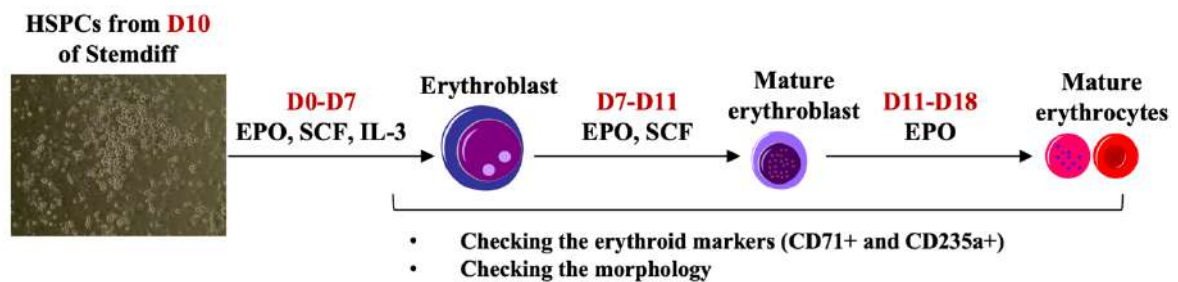 HSPCs from D10
of Stemdiff
D0-D7
EPO, SCF, IL-3
Erythroblast
D7-D11
EPO, SCF
Mature
erythroblast
D11-D18
EPO
Mature
erythrocytes
• Checking the erythroid markers (CD71+ and CD235a+)
• Checking the morphology